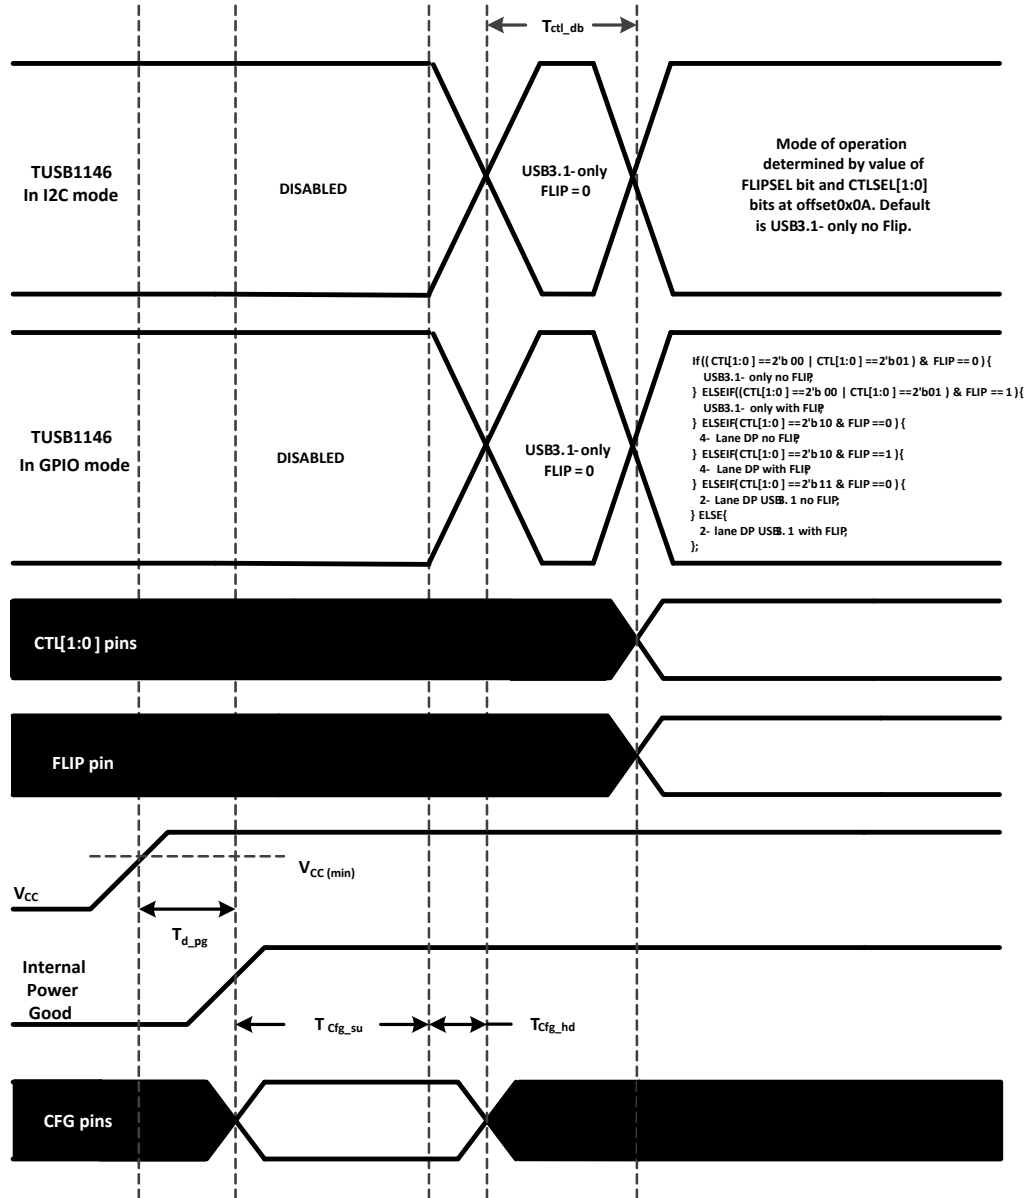 Tctl_db
TUSB1146
In I2C mode
DISABLED
USB3.1- only
FLIP = 0
Mode of operation
determined by value of
FLIPSEL bit and CTLSEL[1:0]
bits at offset0x0A. Default
is USB3.1- only no Flip.
TUSB1146
In GPIO mode
DISABLED
USB3.1- only
FLIP = 0
If(( CTL[1:0 ] ==2'b 00 | CTL[1:0 ] ==2'b01 ) & FLIP == 0 ) {
USB3.1- only no FLIP;
} ELSEIF((CTL[1:0 ] ==2'b 00 | CTL[1:0 ] ==2'b01 ) & FLIP == 1 ){
USB3.1- only with FLIP;
} ELSEIF(CTL[1:0 ] ==2'b 10 & FLIP ==0 ) {
4- Lane DP no FLIP;
} ELSEIF(CTL[1:0 ] ==2'b 10 & FLIP ==1 ){
4- Lane DP with FLIP;
} ELSEIF(CTL[1:0 ] ==2'b 11 & FLIP ==0 ) {
2- Lane DP USB3. 1 no FLIP;
} ELSE{
2- lane DP USB3. 1 with FLIP;
};
CTL[1:0 ] pins
FLIP pin
VCC (min)
VCC
Td_pg
Internal
Power
Good
T Cfg_su
TCfg_hd
CFG pins